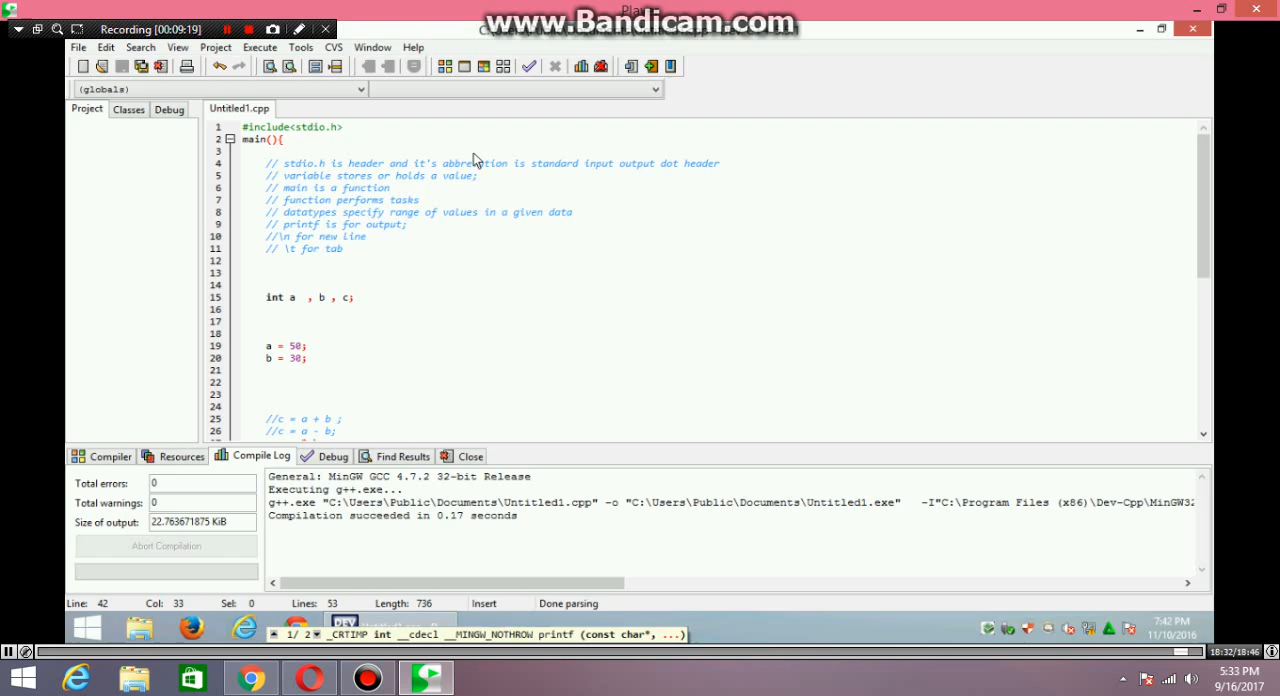 www.Bandicam.com
Recording [00:09:19]
File Edit Search View Project Execute Tools CVS Window Help
(globals)
Project Classes Debug Untitled1.cpp
1 #include<stdio.h>
2 main(){
3
4 // stdio.h is header and it's abbreviation is standard input output dot header
5 // variable stores or holds a value;
6 // main is a function
7 // function performs tasks
8 // datatypes specify range of values in a given data
9 // printf is for output;
10 //\n for new line
11 // \t for tab
12
13
14
15 int a , b , c;
16
17
18
19 a = 50;
20 b = 30;
21
22
23
24
25 //c = a + b ;
26 //c = a - b;
Compiler Resources Compile Log Debug Find Results Close
Total errors: 0
Total warnings: 0
Size of output: 22.763671875 KiB
Abort Compilation
General: MinGW GCC 4.7.2 32-bit Release
Executing g++.exe...
g++.exe "C:\Users\Public\Documents\Untitled1.cpp" -o "C:\Users\Public\Documents\Untitled1.exe" -I"C:\Program Files (x86)\Dev-Cpp\MinGW32
Compilation succeeded in 0.17 seconds
Line: 42 Col: 33 Sel: 0 Lines: 53 Length: 736 Insert Done parsing
DEV
1/ 2 _CRTIMP int __cdecl __MINGW_NOTHROW printf (const char*, ...)
7:42 PM
11/10/2016
18:32/18:46
5:33 PM
9/16/2017